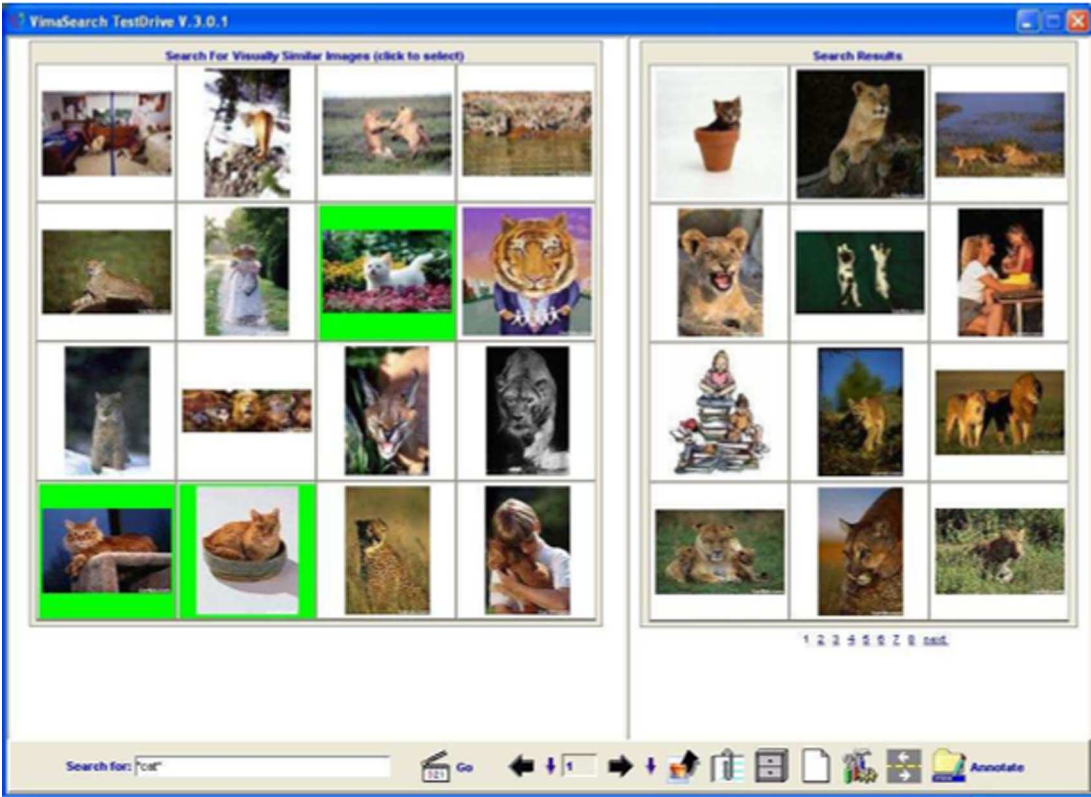 VimaSearch TestDrive V.3.0.1
Search For Visually Similar Images (click to select)
Search Results
1 2 3 4 5 6 7 8 next
Search for: "cat"
Go
1
Annotate